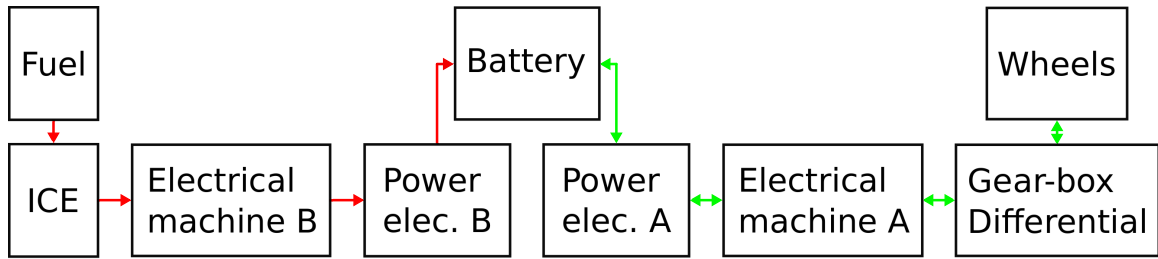 Fuel
Battery
Wheels
ICE
Electrical
machine B
Power
elec. B
Power
elec. A
Electrical
machine A
Gear-box
Differential